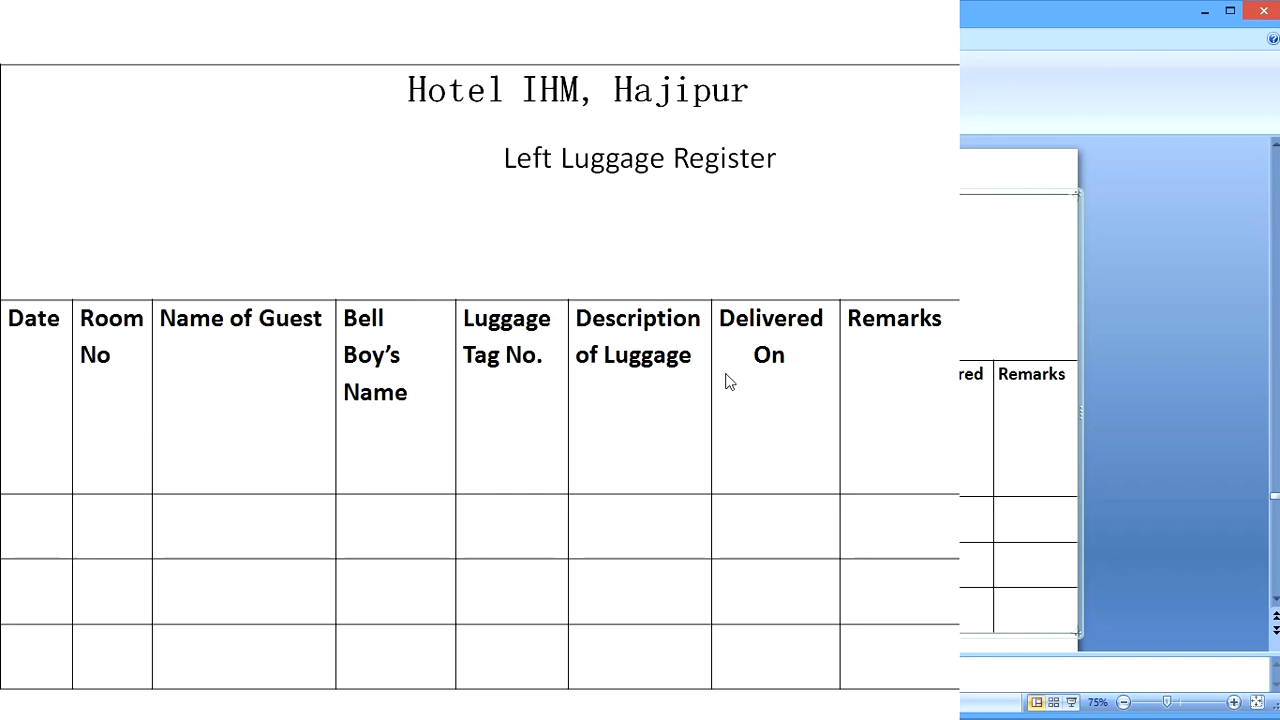 Hotel IHM, Hajipur
Left Luggage Register
Date Room Name of Guest Bell Luggage Description Delivered Remarks
No Boy's Tag No. of Luggage On
Name
red Remarks
75%